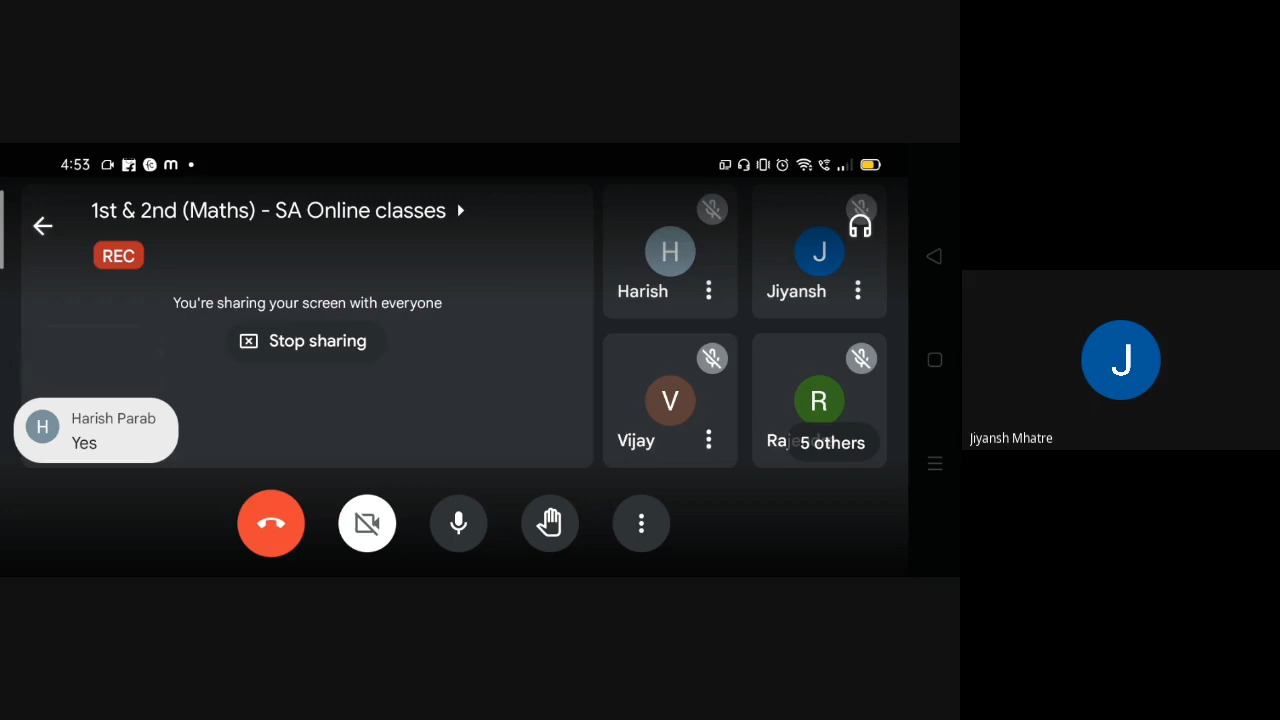 4:53
1st & 2nd (Maths) - SA Online classes
REC
You're sharing your screen with everyone
Stop sharing
H
Harish
J
Jiyansh
V
Vijay
R
5 others
H
Harish Parab
Yes
J
Jiyansh Mhatre